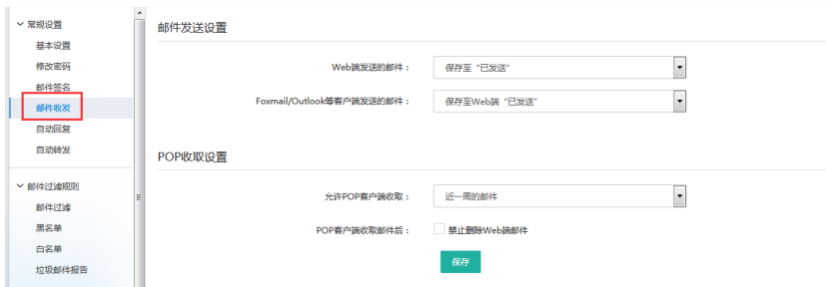 常规设置
基本设置
修改密码
邮件签名
邮件收发
自动回复
自动转发
邮件过滤规则
邮件过滤
黑名单
白名单
垃圾邮件报告
邮件发送设置
Web端发送的邮件： 保存至“已发送”
Foxmail/Outlook等客户端发送的邮件： 保存至Web端“已发送”
POP收取设置
允许POP客户端收取： 近一周的邮件
POP客户端收取邮件后： 禁止删除Web端邮件
保存